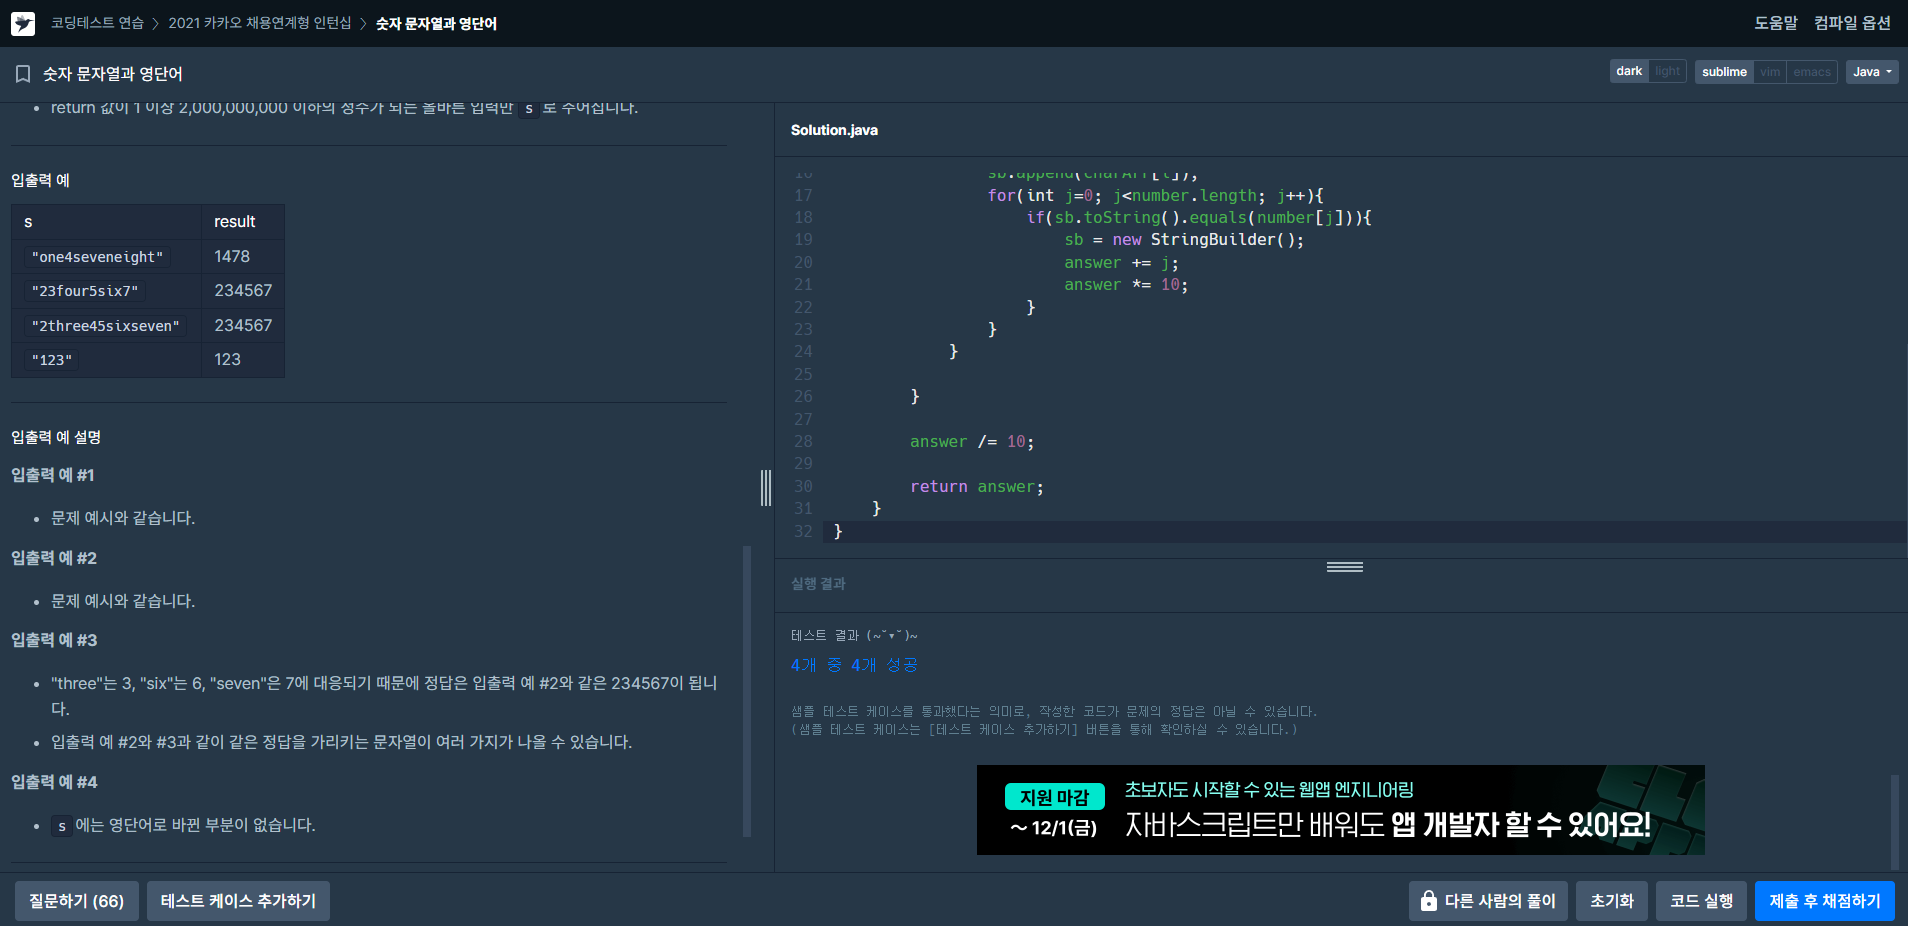 코딩테스트 연습 > 2021 카카오 채용연계형 인턴십 > 숫자 문자열과 영단어
도움말 컴파일 옵션
숫자 문자열과 영단어
dark light sublime vim emacs Java
return 값이 1 이상 2,000,000,000 이하의 정수가 되는 올바른 입력만 s로 주어집니다.
입출력 예
s result
"one4seveneight" 1478
"23four5six7" 234567
"2three45sixseven" 234567
"123" 123
입출력 예 설명
입출력 예 #1
문제 예시와 같습니다.
입출력 예 #2
문제 예시와 같습니다.
입출력 예 #3
"three"는 3, "six"는 6, "seven"은 7에 대응되기 때문에 정답은 입출력 예 #2와 같은 234567이 됩니
다.
입출력 예 #2와 #3과 같이 같은 정답을 가리키는 문자열이 여러 가지가 나올 수 있습니다.
입출력 예 #4
s에는 영단어로 바뀐 부분이 없습니다.
Solution.java
16 sb.append(charArr[i]);
17 for(int j=0; j<number.length; j++){
18 if(sb.toString().equals(number[j])){
19 sb = new StringBuilder();
20 answer += j;
21 answer *= 10;
22 }
23 }
24 }
25
26 }
27
28 answer /= 10;
29
30 return answer;
31 }
32 }
실행 결과
테스트 결과 (~˘▾˘)~
4개 중 4개 성공
샘플 테스트 케이스를 통과했다는 의미로, 작성한 코드가 문제의 정답은 아닐 수 있습니다.
(샘플 테스트 케이스는 [테스트 케이스 추가하기] 버튼을 통해 확인하실 수 있습니다.)
지원 마감
~ 12/1(금)
초보자도 시작할 수 있는 웹앱 엔지니어링
자바스크립트만 배워도 앱 개발자 할 수 있어요!
질문하기 (66) 테스트 케이스 추가하기
다른 사람의 풀이 초기화 코드 실행 제출 후 채점하기